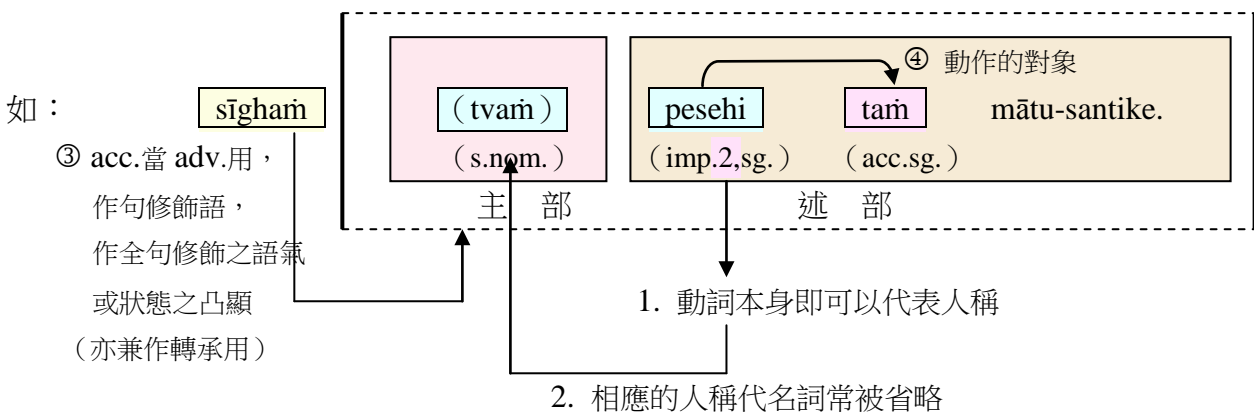 ④ 動作的對象
如： sīghaṁ （tvaṁ） pesehi taṁ mātu-santike.
③ acc.當 adv.用， （s.nom.） （imp.2,sg.） （acc.sg.）
作句修飾語， 主 部 述 部
作全句修飾之語氣
或狀態之凸顯 1. 動詞本身即可以代表人稱
（亦兼作轉承用）
2. 相應的人稱代名詞常被省略